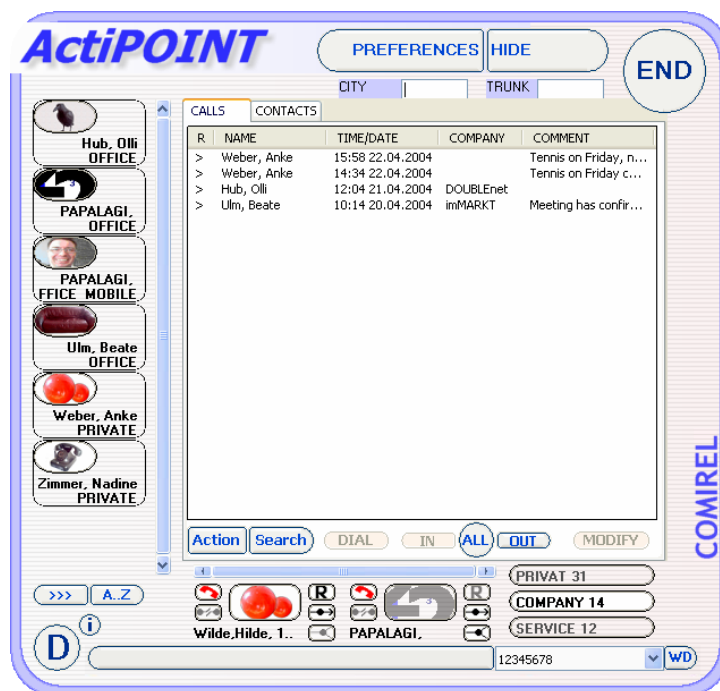 ActiPOINT
PREFERENCES HIDE
END
CITY TRUNK
CALLS CONTACTS
R NAME TIME/DATE COMPANY COMMENT
> Weber, Anke 15:58 22.04.2004 Tennis on Friday, n...
> Weber, Anke 14:34 22.04.2004 Tennis on Friday c...
> Hub, Olli 12:04 21.04.2004 DOUBLEnet
> Ulm, Beate 10:14 20.04.2004 imMARKT Meeting has confir...
Hub, Olli
OFFICE
PAPALAGI,
OFFICE
PAPALAGI,
FFICE MOBILE
Ulm, Beate
OFFICE
Weber, Anke
PRIVATE
Zimmer, Nadine
PRIVATE
COMIREL
Action Search DIAL IN ALL OUT MODIFY
>>> A..Z
R R
Wilde,Hilde, 1.. PAPALAGI,
PRIVAT 31
COMPANY 14
SERVICE 12
D i
12345678 WD